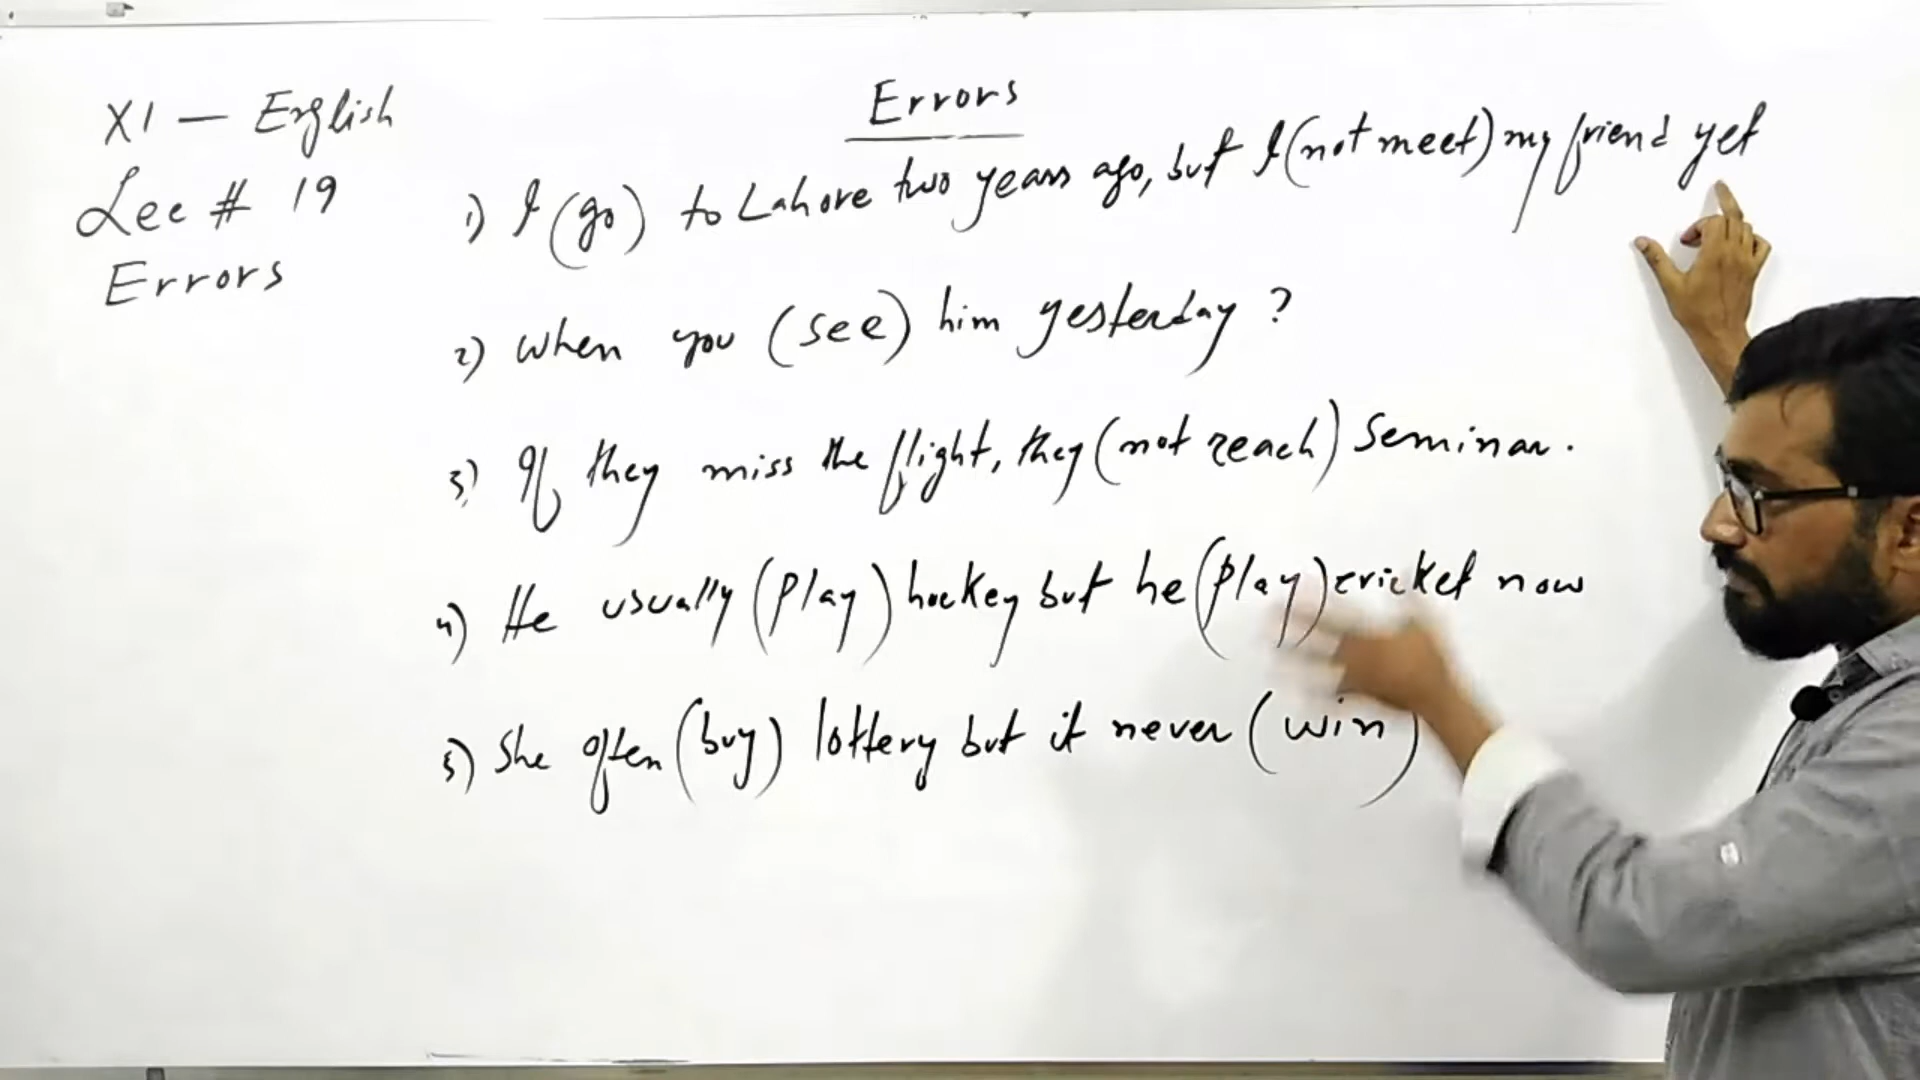 XI — English
Lec # 19
Errors
Errors
1) I (go) to Lahore two years ago, but I (not meet) my friend yet
2) When you (see) him yesterday ?
3) If they miss the flight, they (not reach) Seminar.
4) He usually (play) hockey but he (play) cricket now
5) She often (buy) lottery but it never (win)